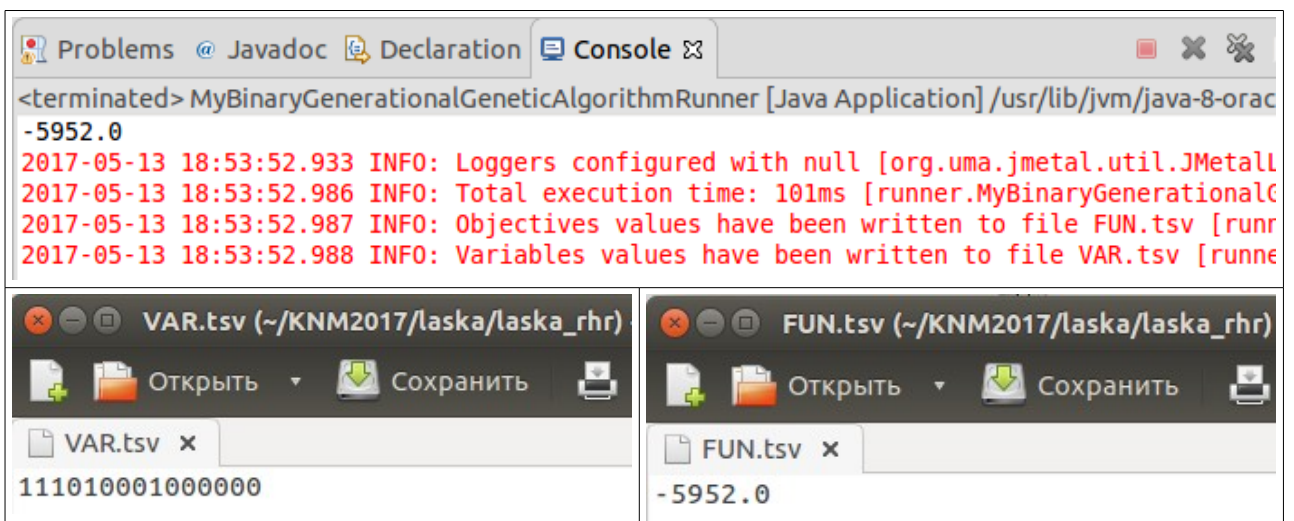 Problems @ Javadoc Declaration Console
<terminated> MyBinaryGenerationalGeneticAlgorithmRunner [Java Application] /usr/lib/jvm/java-8-orac
-5952.0
2017-05-13 18:53:52.933 INFO: Loggers configured with null [org.uma.jmetal.util.JMetalL
2017-05-13 18:53:52.986 INFO: Total execution time: 101ms [runner.MyBinaryGenerationalG
2017-05-13 18:53:52.987 INFO: Objectives values have been written to file FUN.tsv [runn
2017-05-13 18:53:52.988 INFO: Variables values have been written to file VAR.tsv [runne
VAR.tsv (~/KNM2017/laska/laska_rhr)
Открыть Сохранить
VAR.tsv
111010001000000
FUN.tsv (~/KNM2017/laska/laska_rhr)
Открыть Сохранить
FUN.tsv
-5952.0